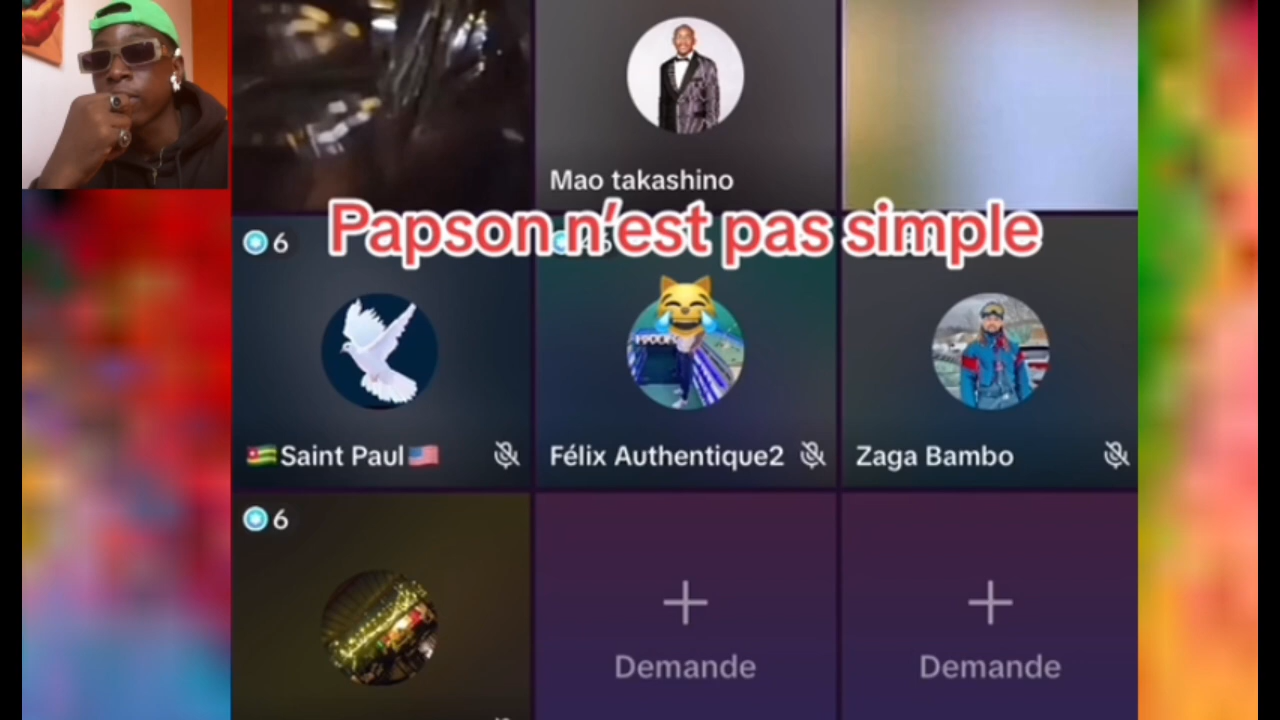 Mao takashino
Papson n'est pas simple
6
Saint Paul
Félix Authentique2
Zaga Bambo
6
Demande
Demande